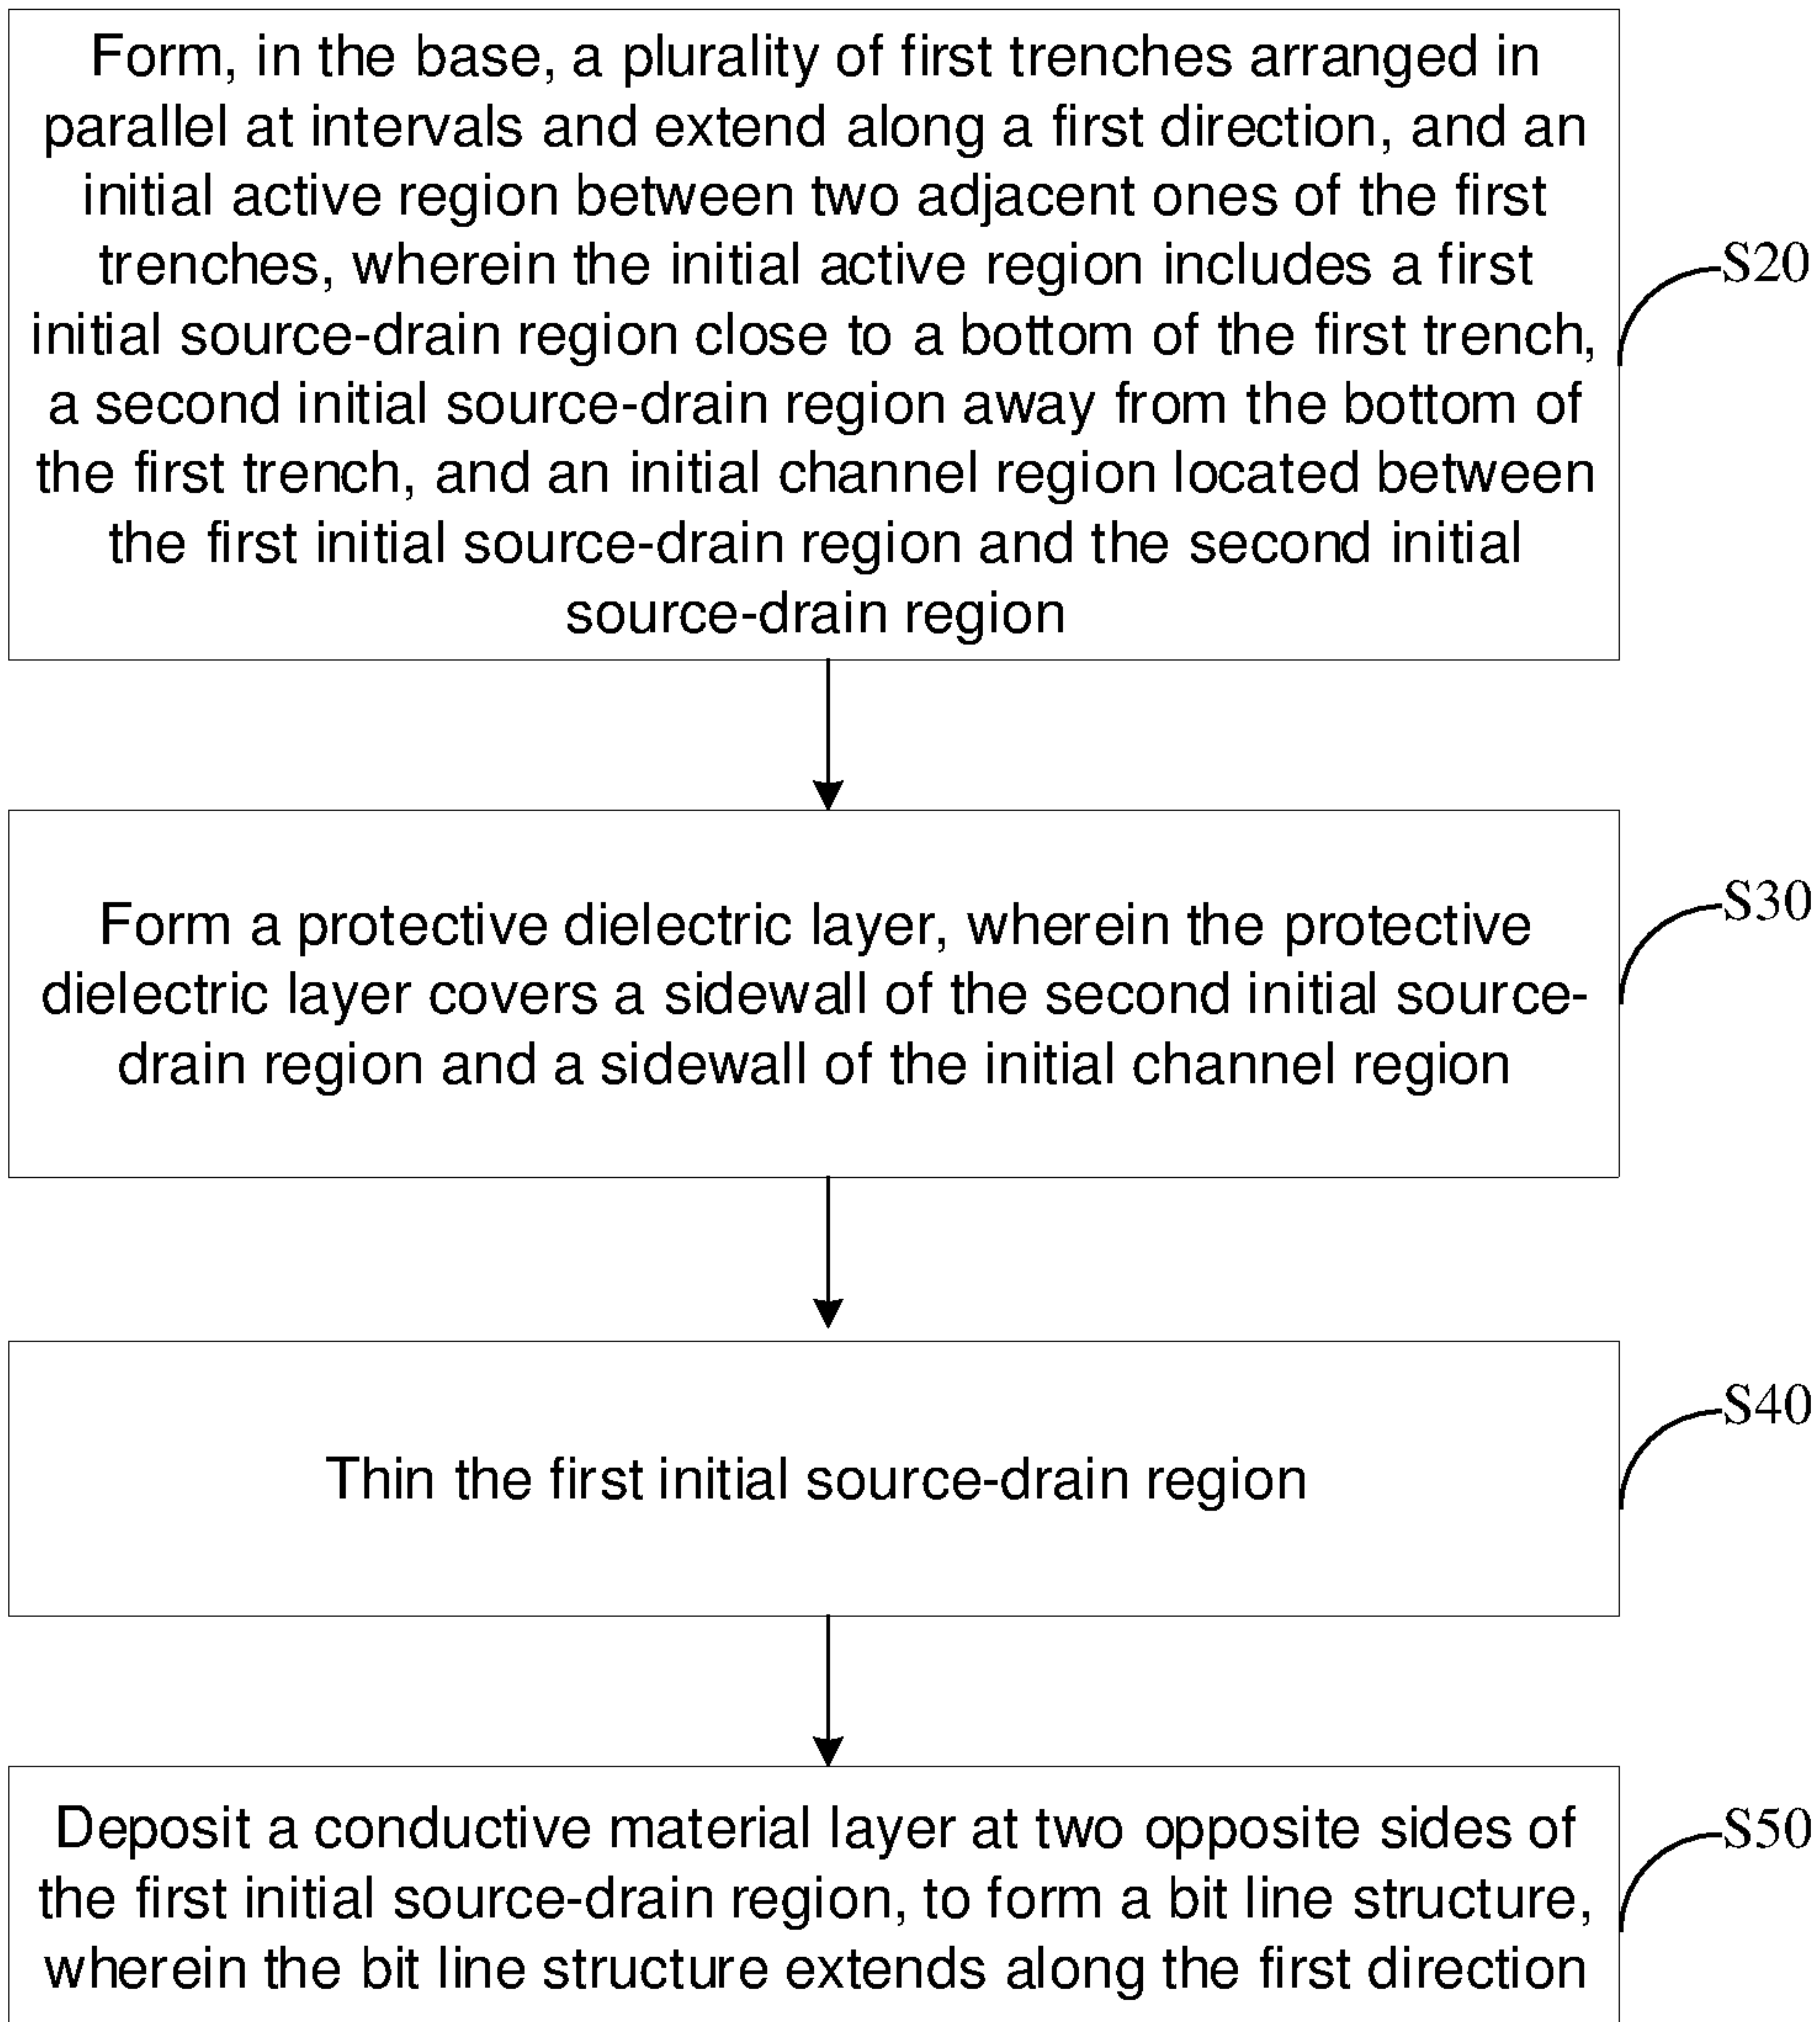 Form, in the base, a plurality of first trenches arranged in
parallel at intervals and extend along a first direction, and an
initial active region between two adjacent ones of the first
trenches, wherein the initial active region includes a first
initial source-drain region close to a bottom of the first trench,
a second initial source-drain region away from the bottom of
the first trench, and an initial channel region located between
the first initial source-drain region and the second initial
source-drain region
S20
Form a protective dielectric layer, wherein the protective
dielectric layer covers a sidewall of the second initial source-
drain region and a sidewall of the initial channel region
S30
Thin the first initial source-drain region
S40
Deposit a conductive material layer at two opposite sides of
the first initial source-drain region, to form a bit line structure,
wherein the bit line structure extends along the first direction
S50